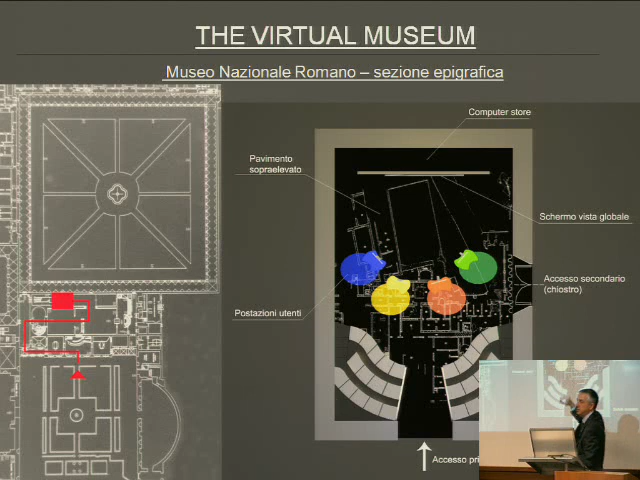 THE VIRTUAL MUSEUM
Museo Nazionale Romano – sezione epigrafica
Computer store
Pavimento
sopraelevato
Schermo vista globale
Accesso secondario
(chiostro)
Postazioni utenti
Accesso